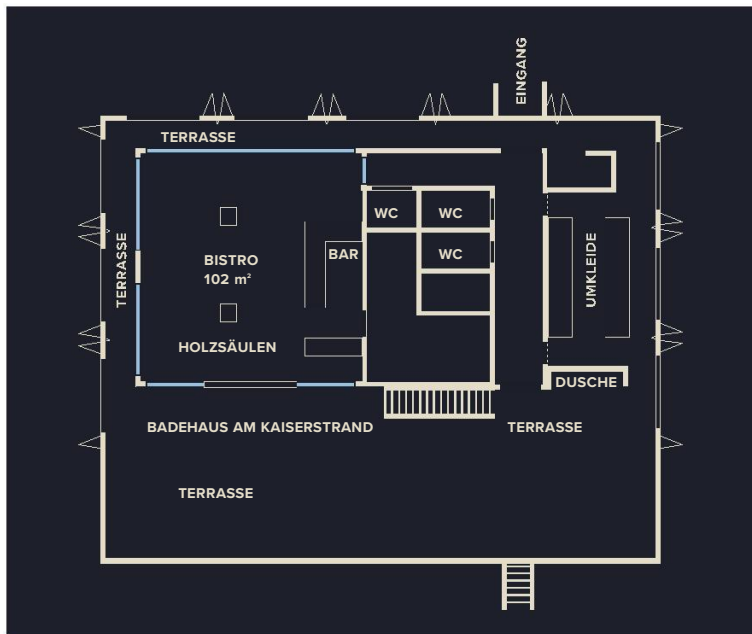 EINGANG
TERRASSE
WC
WC
TERRASSE
BISTRO
102 m²
BAR
WC
UMKLEIDE
HOLZSÄULEN
DUSCHE
BADEHAUS AM KAISERSTRAND
TERRASSE
TERRASSE